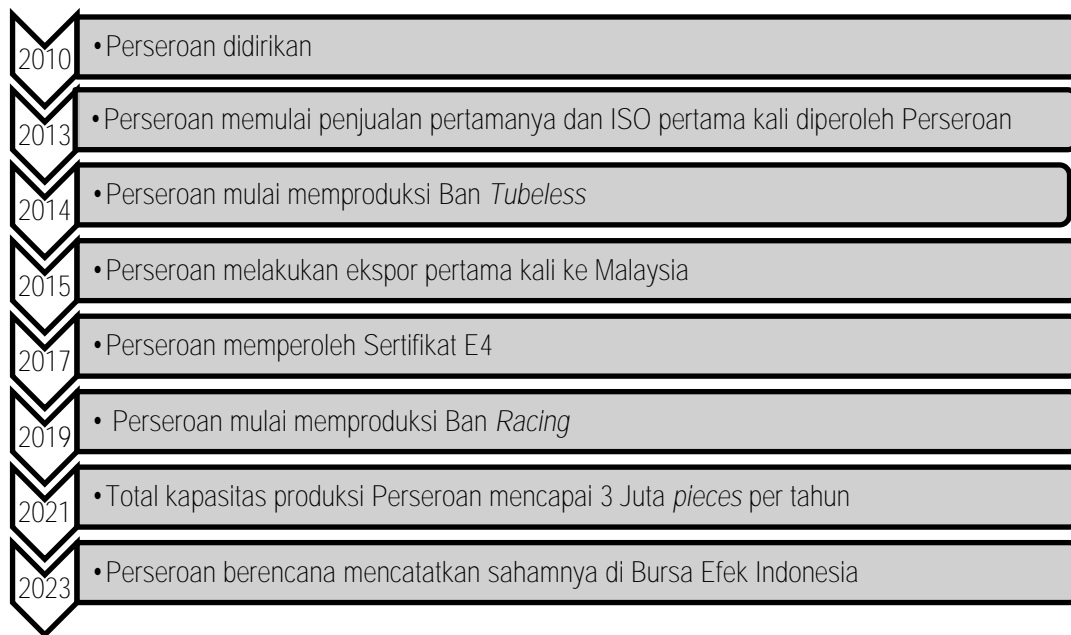 2010 • Perseroan didirikan
2013 • Perseroan memulai penjualan pertamanya dan ISO pertama kali diperoleh Perseroan
2014 • Perseroan mulai memproduksi Ban Tubeless
2015 • Perseroan melakukan ekspor pertama kali ke Malaysia
2017 • Perseroan memperoleh Sertifikat E4
2019 • Perseroan mulai memproduksi Ban Racing
2021 • Total kapasitas produksi Perseroan mencapai 3 Juta pieces per tahun
2023 • Perseroan berencana mencatatkan sahamnya di Bursa Efek Indonesia